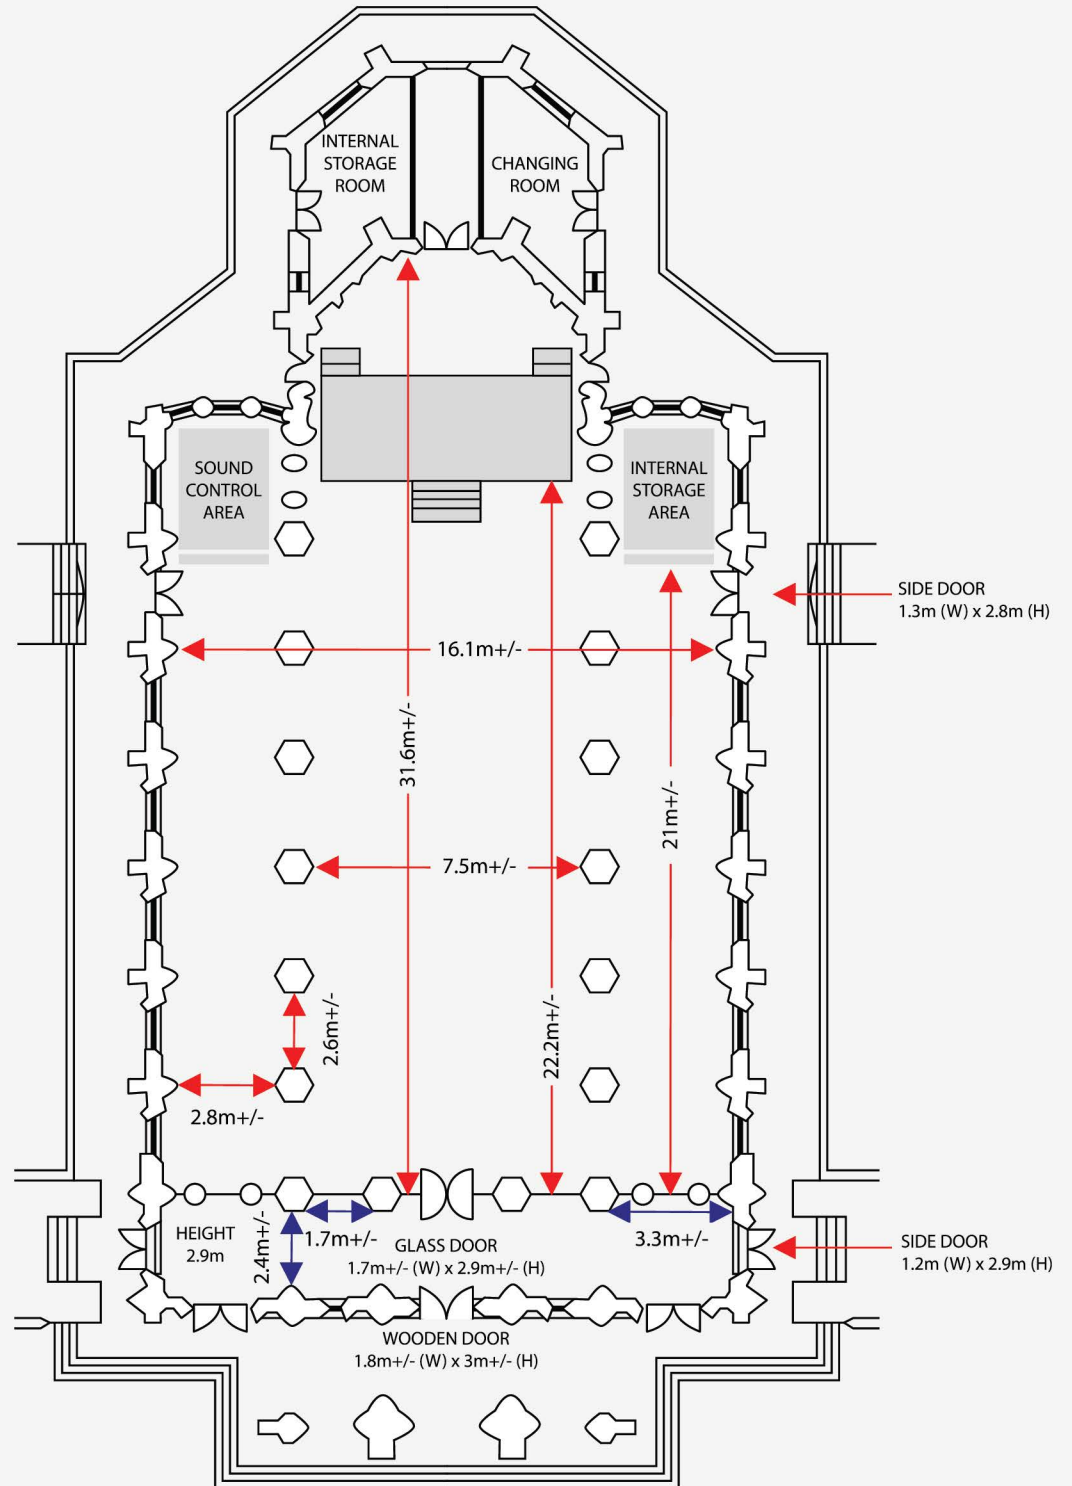 INTERNAL
STORAGE
ROOM
CHANGING
ROOM
SOUND
CONTROL
AREA
INTERNAL
STORAGE
AREA
SIDE DOOR
1.3m (W) x 2.8m (H)
16.1m+/-
31.6m+/-
21m+/-
7.5m+/-
2.6m+/-
22.2m+/-
2.8m+/-
HEIGHT
2.9m
2.4m+/-
1.7m+/-
GLASS DOOR
1.7m+/- (W) x 2.9m+/- (H)
3.3m+/-
SIDE DOOR
1.2m (W) x 2.9m (H)
WOODEN DOOR
1.8m+/- (W) x 3m+/- (H)